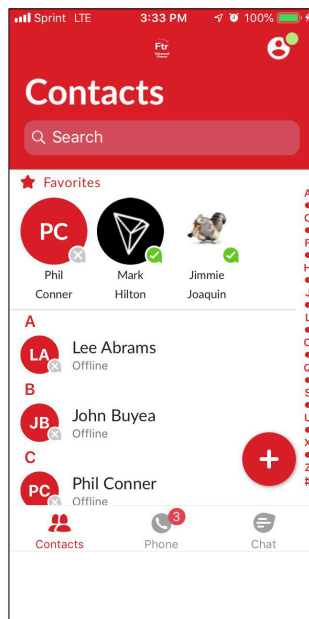 Sprint LTE 3:33 PM 100%
Ftr
Contacts
Search
Favorites
PC
Phil Conner
Mark Hilton
Jimmie Joaquin
A
LA Lee Abrams
Offline
B
JB John Buyea
Offline
C
PC Phil Conner
Offline
+
3
Contacts Phone Chat